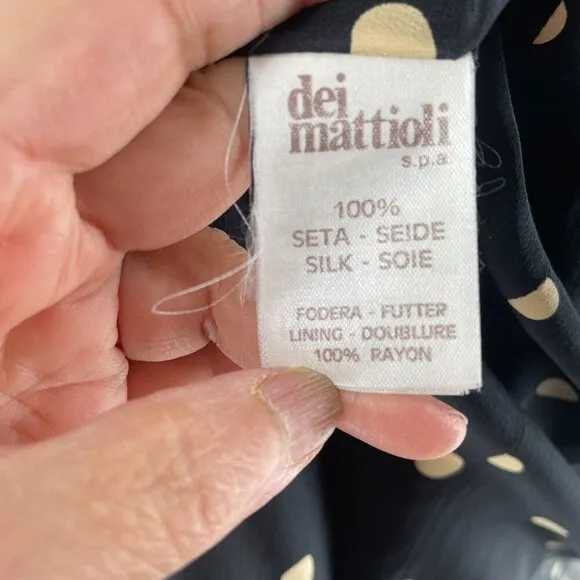 dei
mattioli
s.p.a
100%
SETA - SEIDE
SILK - SOIE
FODERA - FUTTER
LINING - DOUBLURE
100% RAYON